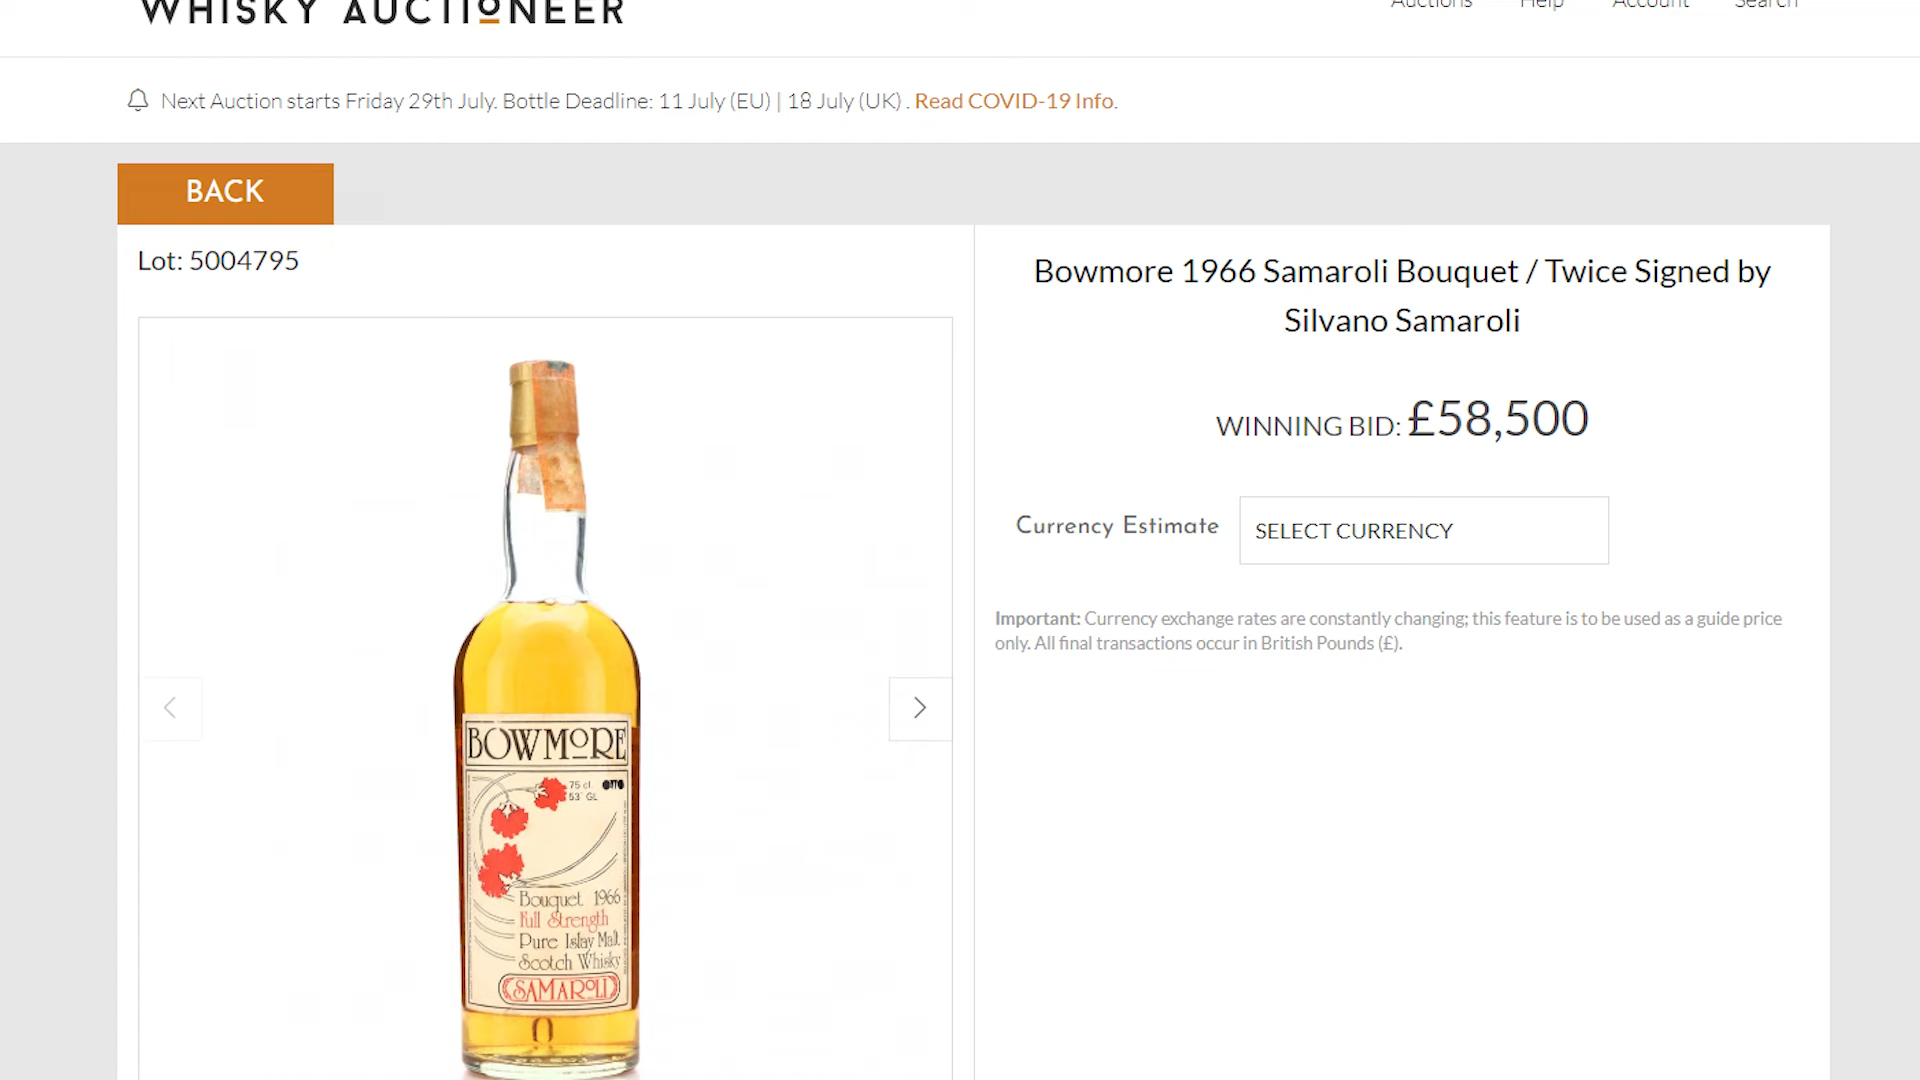 WHISKY AUCTIONEER
Auctions Help Account Search
Next Auction starts Friday 29th July. Bottle Deadline: 11 July (EU) | 18 July (UK) . Read COVID-19 Info.
BACK
Lot: 5004795
Bowmore 1966 Samaroli Bouquet / Twice Signed by
Silvano Samaroli
WINNING BID: £58,500
Currency Estimate SELECT CURRENCY
Important: Currency exchange rates are constantly changing; this feature is to be used as a guide price
only. All final transactions occur in British Pounds (£).
BOWMORE
75 cl.
53° GL
Bouquet 1966
Full Strength
Pure Islay Malt
Scotch Whisky
SAMAROLI